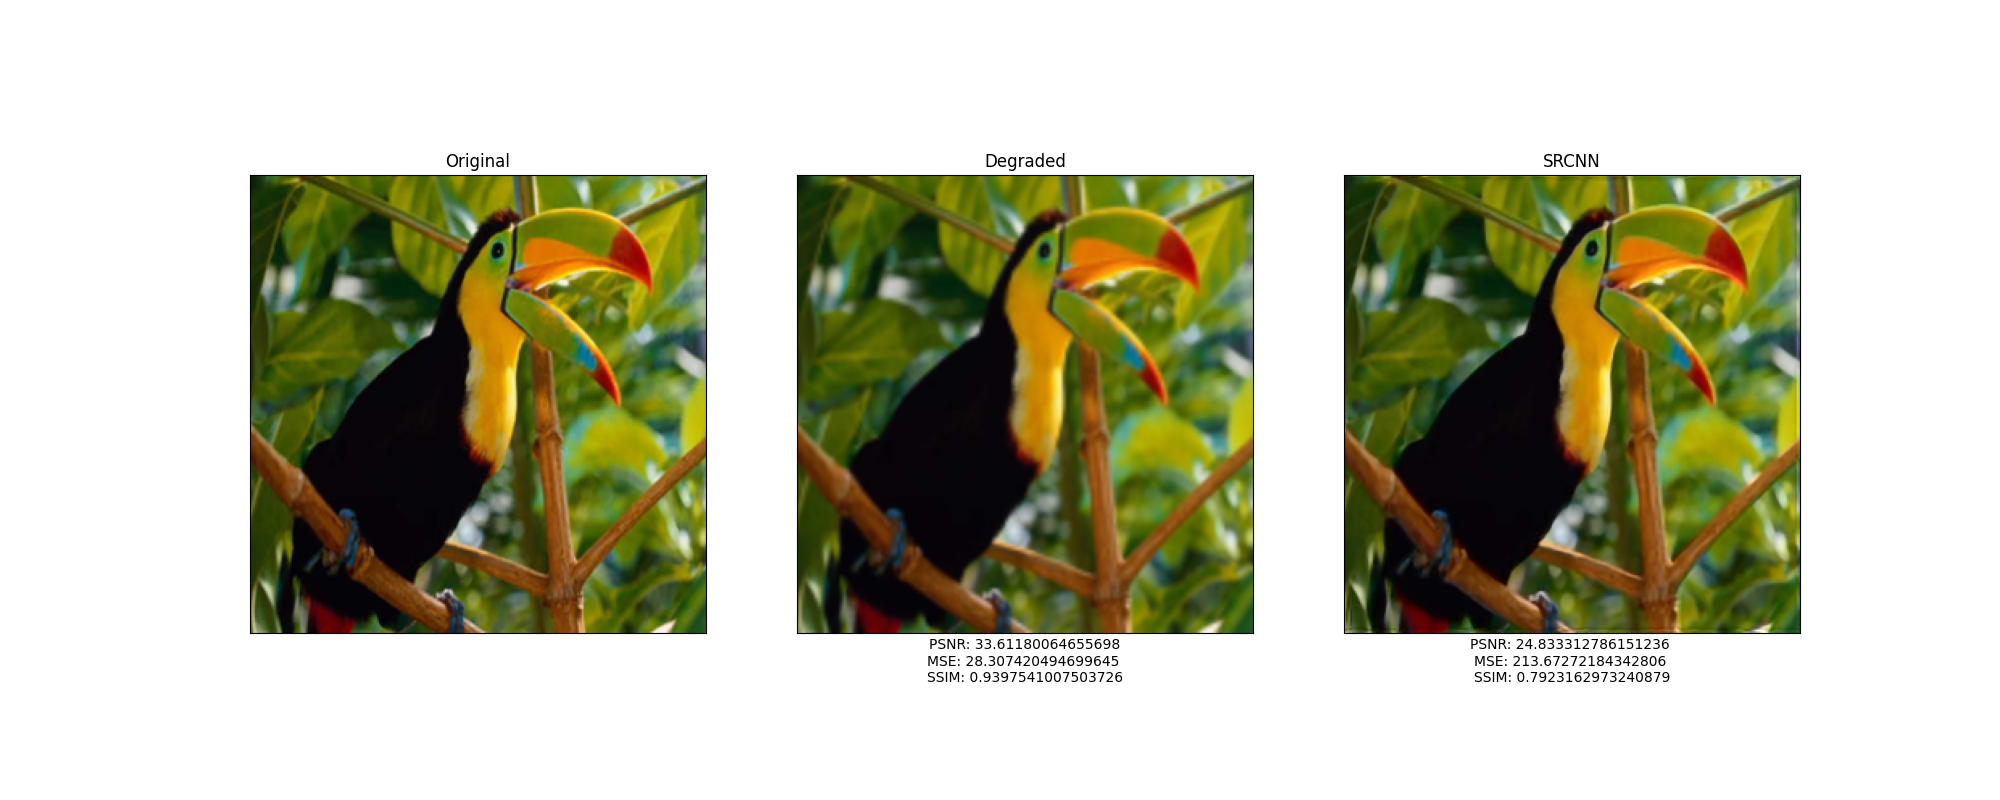 Original
Degraded
SRCNN
PSNR: 33.61180064655698
MSE: 28.307420494699645
SSIM: 0.9397541007503726
PSNR: 24.833312786151236
MSE: 213.67272184342806
SSIM: 0.7923162973240879